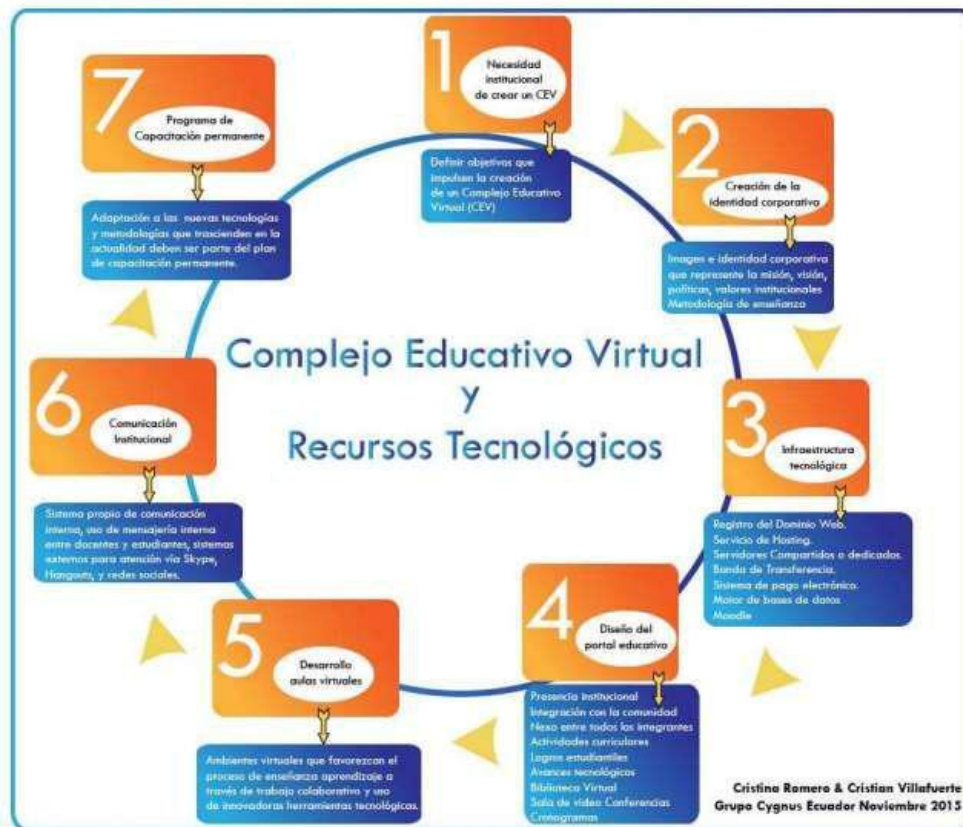 1
Necesidad
institucional
de crear un CEV
Definir objetivos que
impulsen la creación
de un Complejo Educativo
Virtual (CEV)
2
Creación de la
identidad corporativa
Imagen e identidad corporativa
que represente la misión, visión,
políticas, valores institucionales
Metodología de enseñanza
3
Infraestructura
tecnológica
Registro del Dominio Web.
Servicio de Hosting.
Servidores Compartidos o dedicados.
Banda de Transferencia.
Sistema de pago electrónico.
Motor de bases de datos
Moodle
4
Diseño del
portal educativo
Presencia Institucional
Integración con la comunidad
Nexo entre todos los integrantes
Actividades curriculares
Logros estudiantiles
Avances tecnológicos
Biblioteca Virtual
Sala de video Conferencias
Cronogramas
5
Desarrollo
aulas virtuales
Ambientes virtuales que favorezcan el
proceso de enseñanza aprendizaje a
través de trabajo colaborativo y uso
de innovadoras herramientas tecnológicas.
6
Comunicación
Institucional
Sistema propio de comunicación
interna, uso de mensajería interna
entre docentes y estudiantes, sistemas
externos para atención vía Skype,
Hangouts, y redes sociales.
7
Programa de
Capacitación permanente
Adaptación a las nuevas tecnologías
y metodologías que trascienden en la
actualidad deben ser parte del plan
de capacitación permanente.
Complejo Educativo Virtual
y
Recursos Tecnológicos
Cristina Romero & Cristian Villafuerte
Grupo Cygnus Ecuador Noviembre 2015